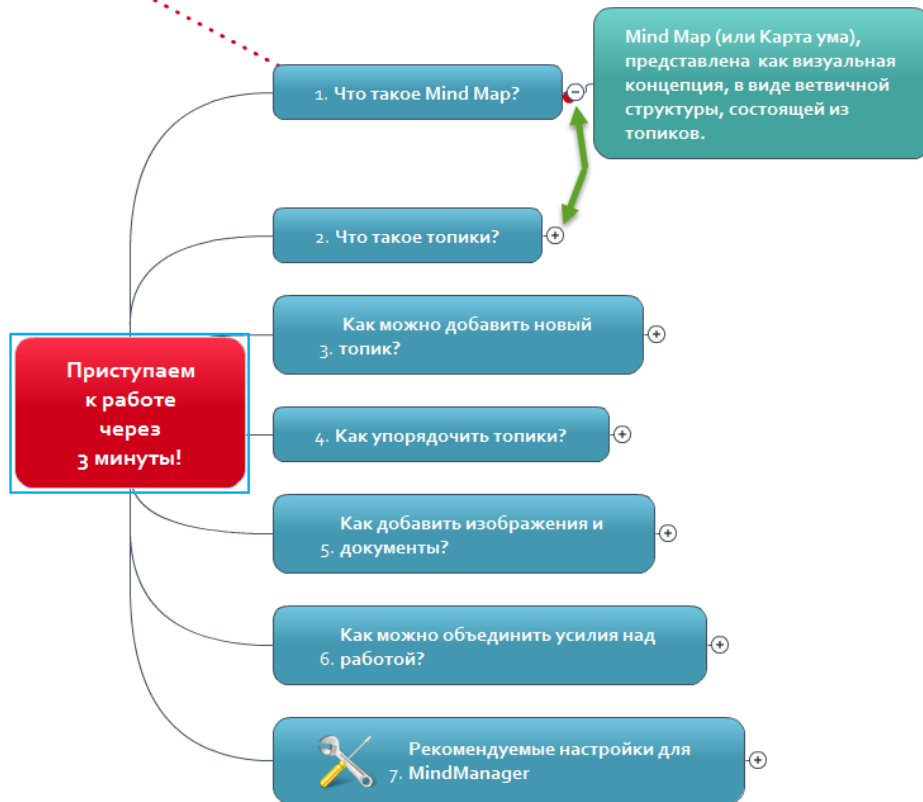 1. Что такое Mind Map?
Mind Map (или Карта ума),
представлена как визуальная
концепция, в виде ветвичной
структуры, состоящей из
топиков.
2. Что такое топики?
Как можно добавить новый
3. топик?
Приступаем
к работе
через
3 минуты!
4. Как упорядочить топики?
Как добавить изображения и
5. документы?
Как можно объединить усилия над
6. работой?
Рекомендуемые настройки для
7. MindManager